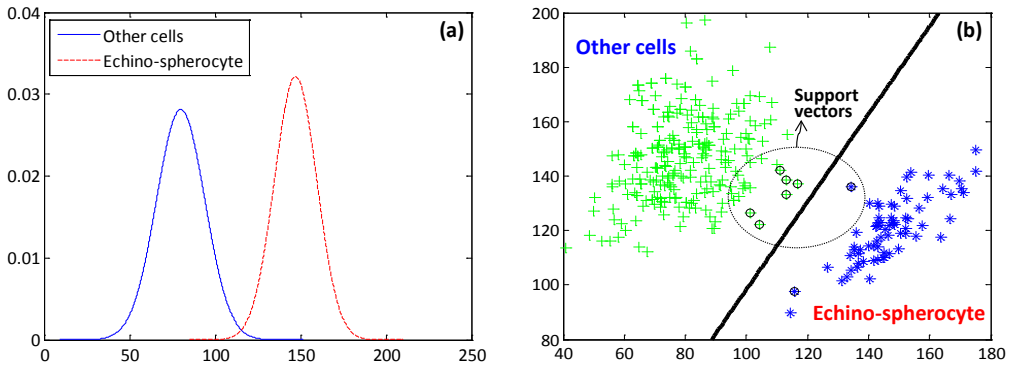 (a)
Other cells
Echino-spherocyte
0.04
0.03
0.02
0.01
0
0 50 100 150 200 250
(b)
Other cells
Support
vectors
Echino-spherocyte
200
180
160
140
120
100
80
40 60 80 100 120 140 160 180